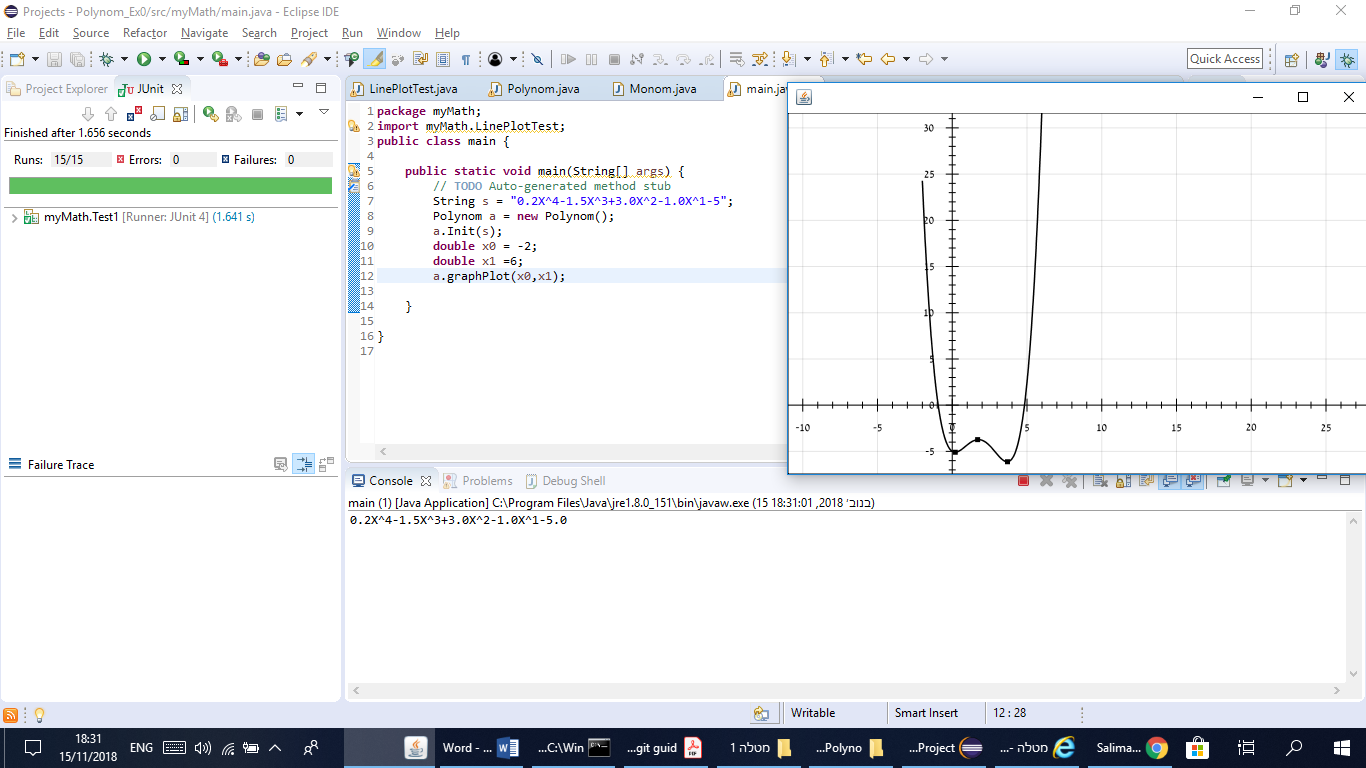 Projects - Polynom_Ex0/src/myMath/main.java - Eclipse IDE
File Edit Source Refactor Navigate Search Project Run Window Help
Quick Access
Project Explorer JUnit
Finished after 1.656 seconds
Runs: 15/15 Errors: 0 Failures: 0
myMath.Test1 [Runner: JUnit 4] (1.641 s)
Failure Trace
LinePlotTest.java Polynom.java Monom.java main.jav
1 package myMath;
2 import myMath.LinePlotTest;
3 public class main {
4
5 public static void main(String[] args) {
6 // TODO Auto-generated method stub
7 String s = "0.2X^4-1.5X^3+3.0X^2-1.0X^1-5";
8 Polynom a = new Polynom();
9 a.Init(s);
10 double x0 = -2;
11 double x1 =6;
12 a.graphPlot(x0,x1);
13
14 }
15
16 }
17
30
25
20
15
10
5
0
-5
-10 -5 0 5 10 15 20 25
Console Problems Debug Shell
main (1) [Java Application] C:\Program Files\Java\jre1.8.0_151\bin\javaw.exe (15 בנוב׳ 2018, 18:31:01)
0.2X^4-1.5X^3+3.0X^2-1.0X^1-5.0
Writable Smart Insert 12 : 28
18:31
15/11/2018
ENG
Word - ...
...C:\Win
...git guid
מטלה 1
...Polyno
...Project
...- מטלה
Salima...